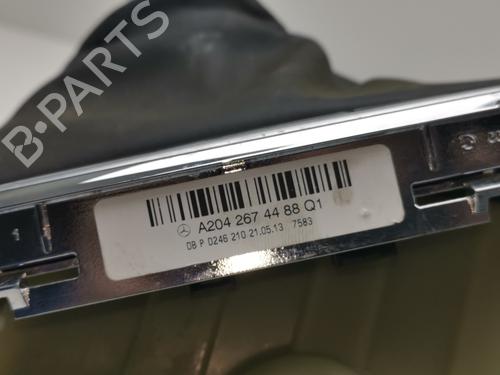 B-PARTS
A204 267 44 88 Q1
DB P 0246 210 21.05.13 7583
1